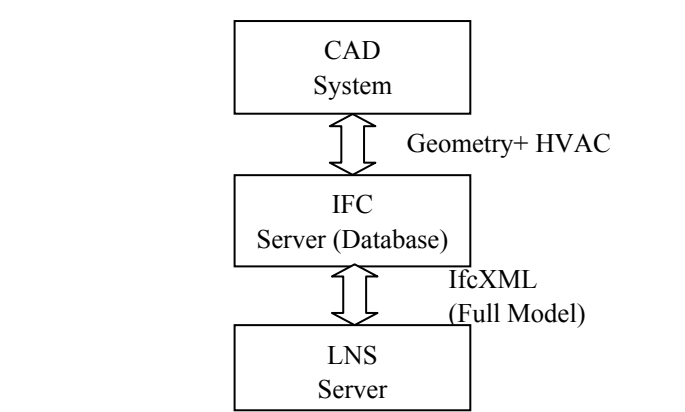 CAD
System
Geometry+ HVAC
IFC
Server (Database)
IfcXML
(Full Model)
LNS
Server